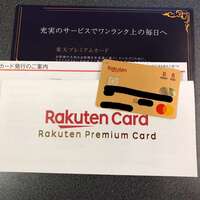 充実のサービスでワンランク上の毎日へ
楽天プレミアムカード
カード発行のご案内
Rakuten
Rakuten Card
Rakuten Premium Card